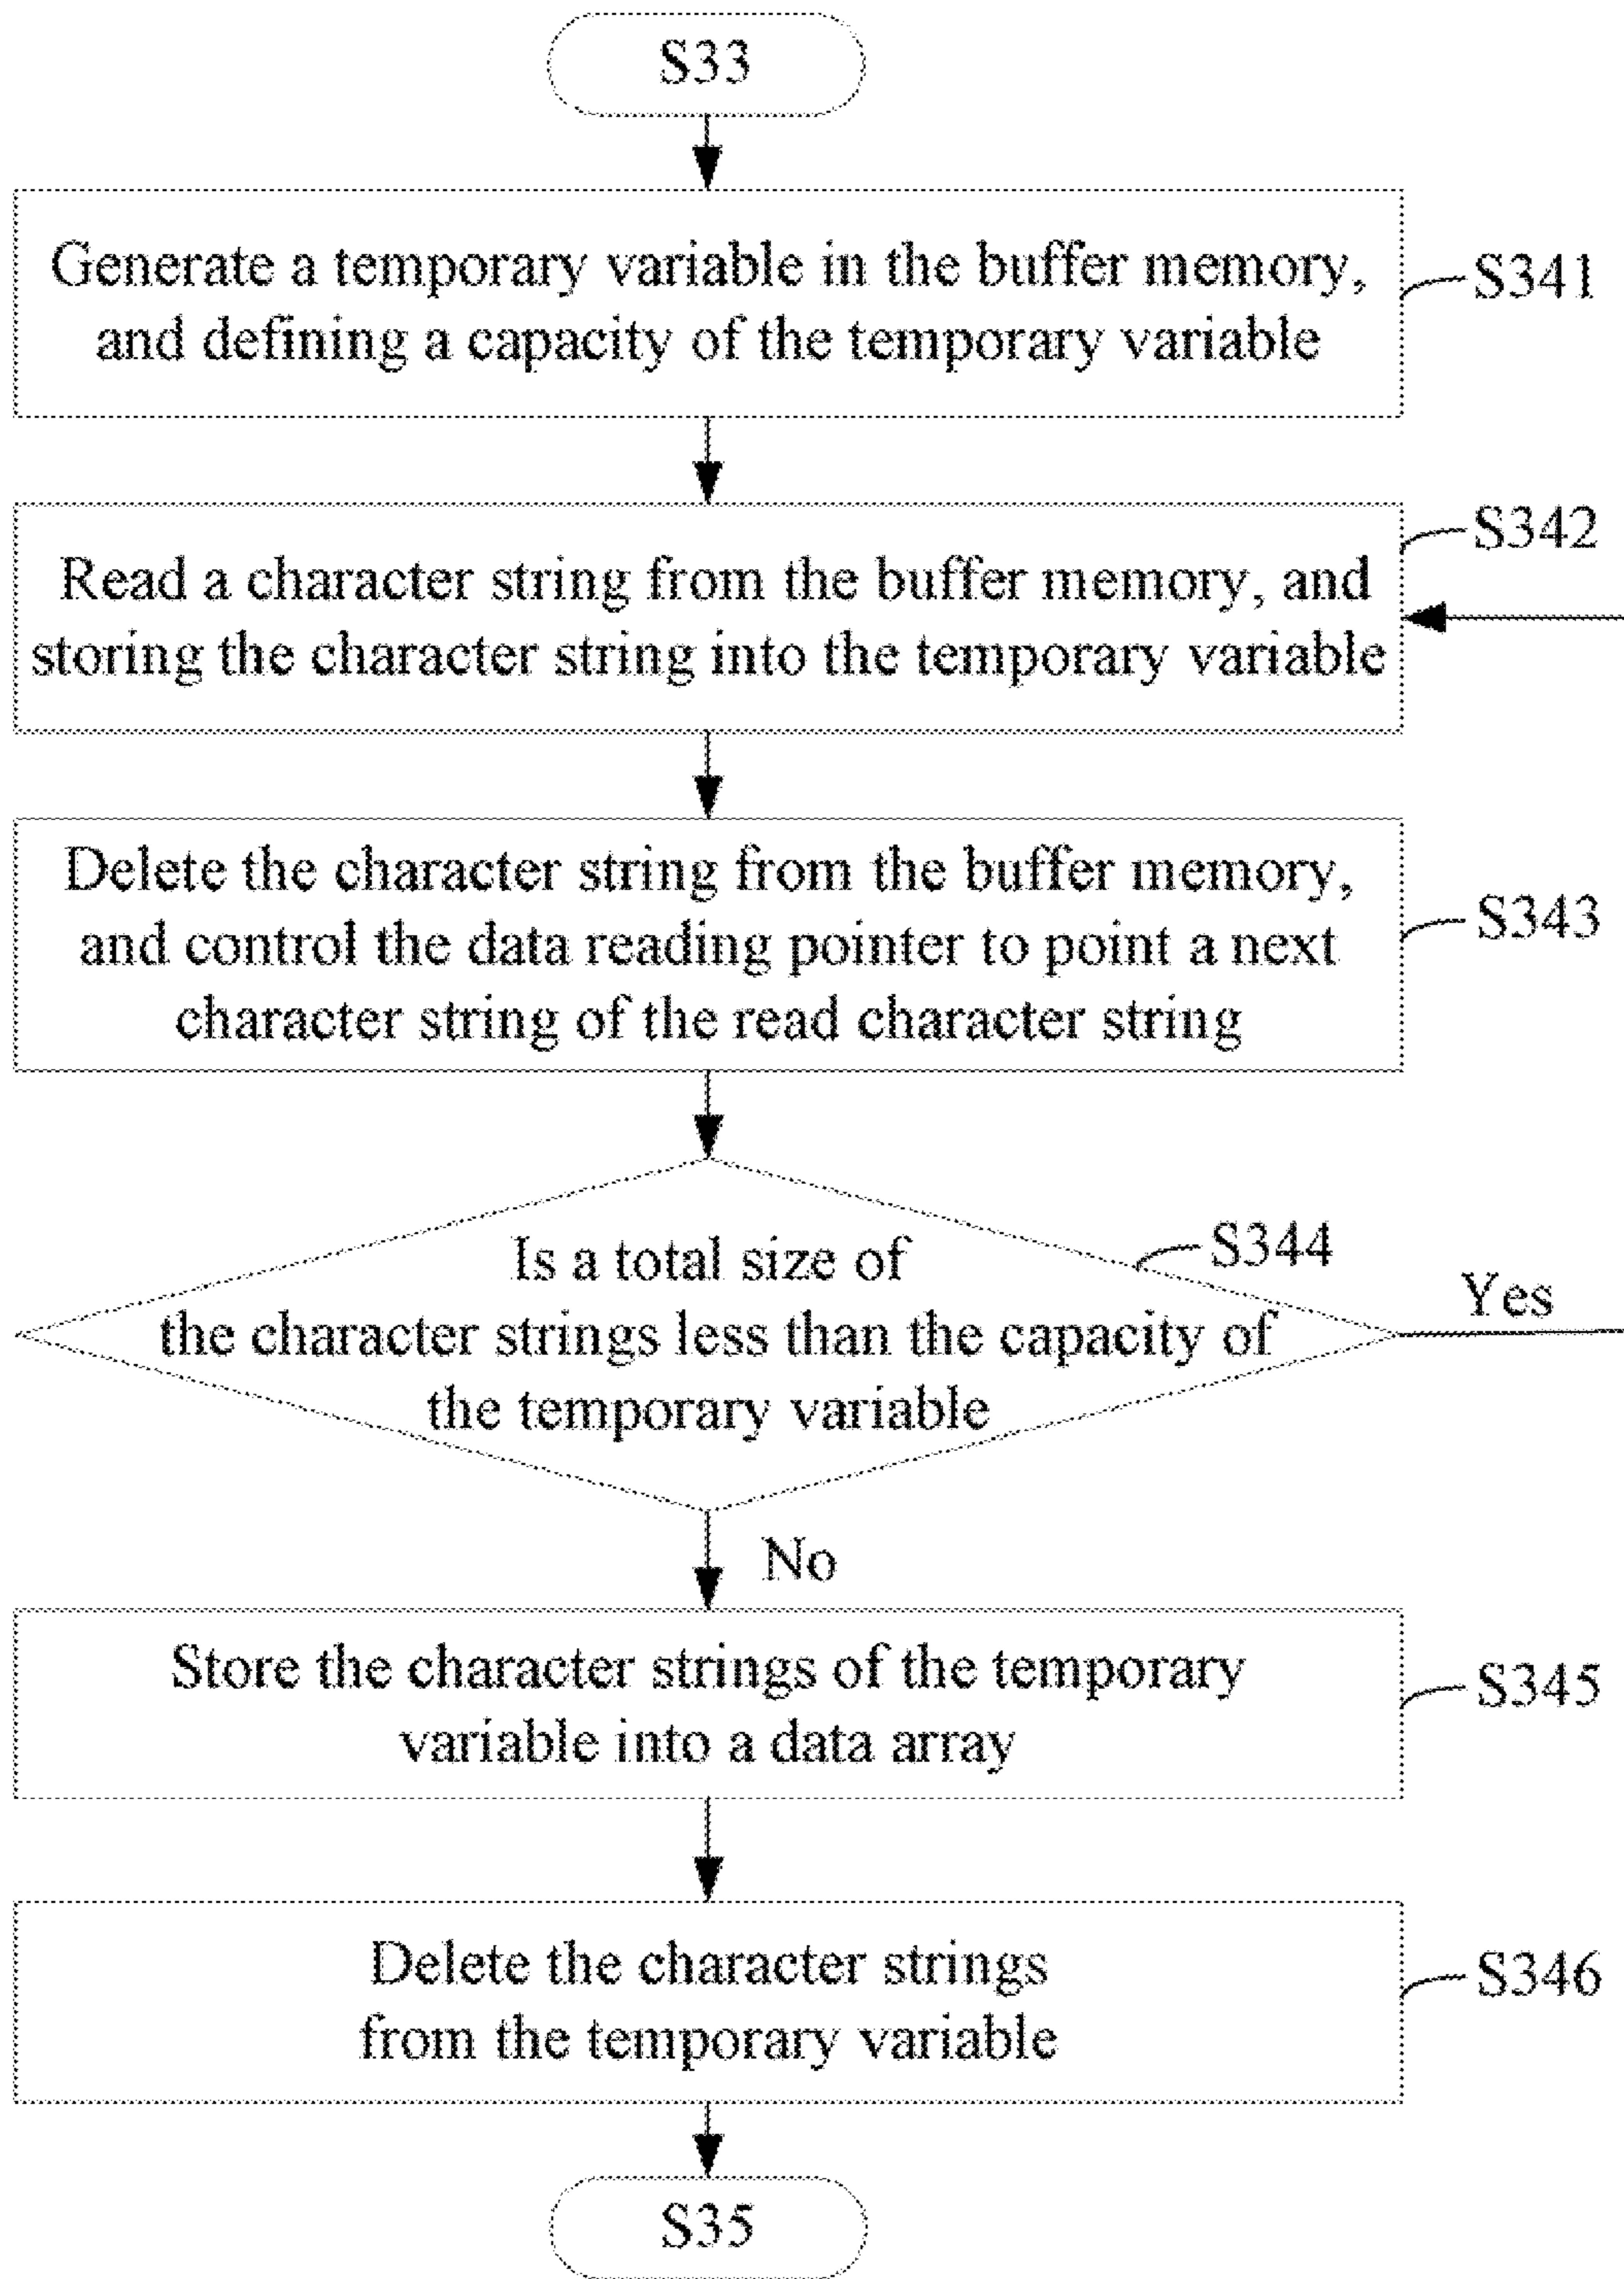 S33
Generate a temporary variable in the buffer memory,
and defining a capacity of the temporary variable
S341
Read a character string from the buffer memory, and
storing the character string into the temporary variable
S342
Delete the character string from the buffer memory,
and control the data reading pointer to point a next
character string of the read character string
S343
Is a total size of
the character strings less than the capacity of
the temporary variable
S344
Yes
No
Store the character strings of the temporary
variable into a data array
S345
Delete the character strings
from the temporary variable
S346
S35